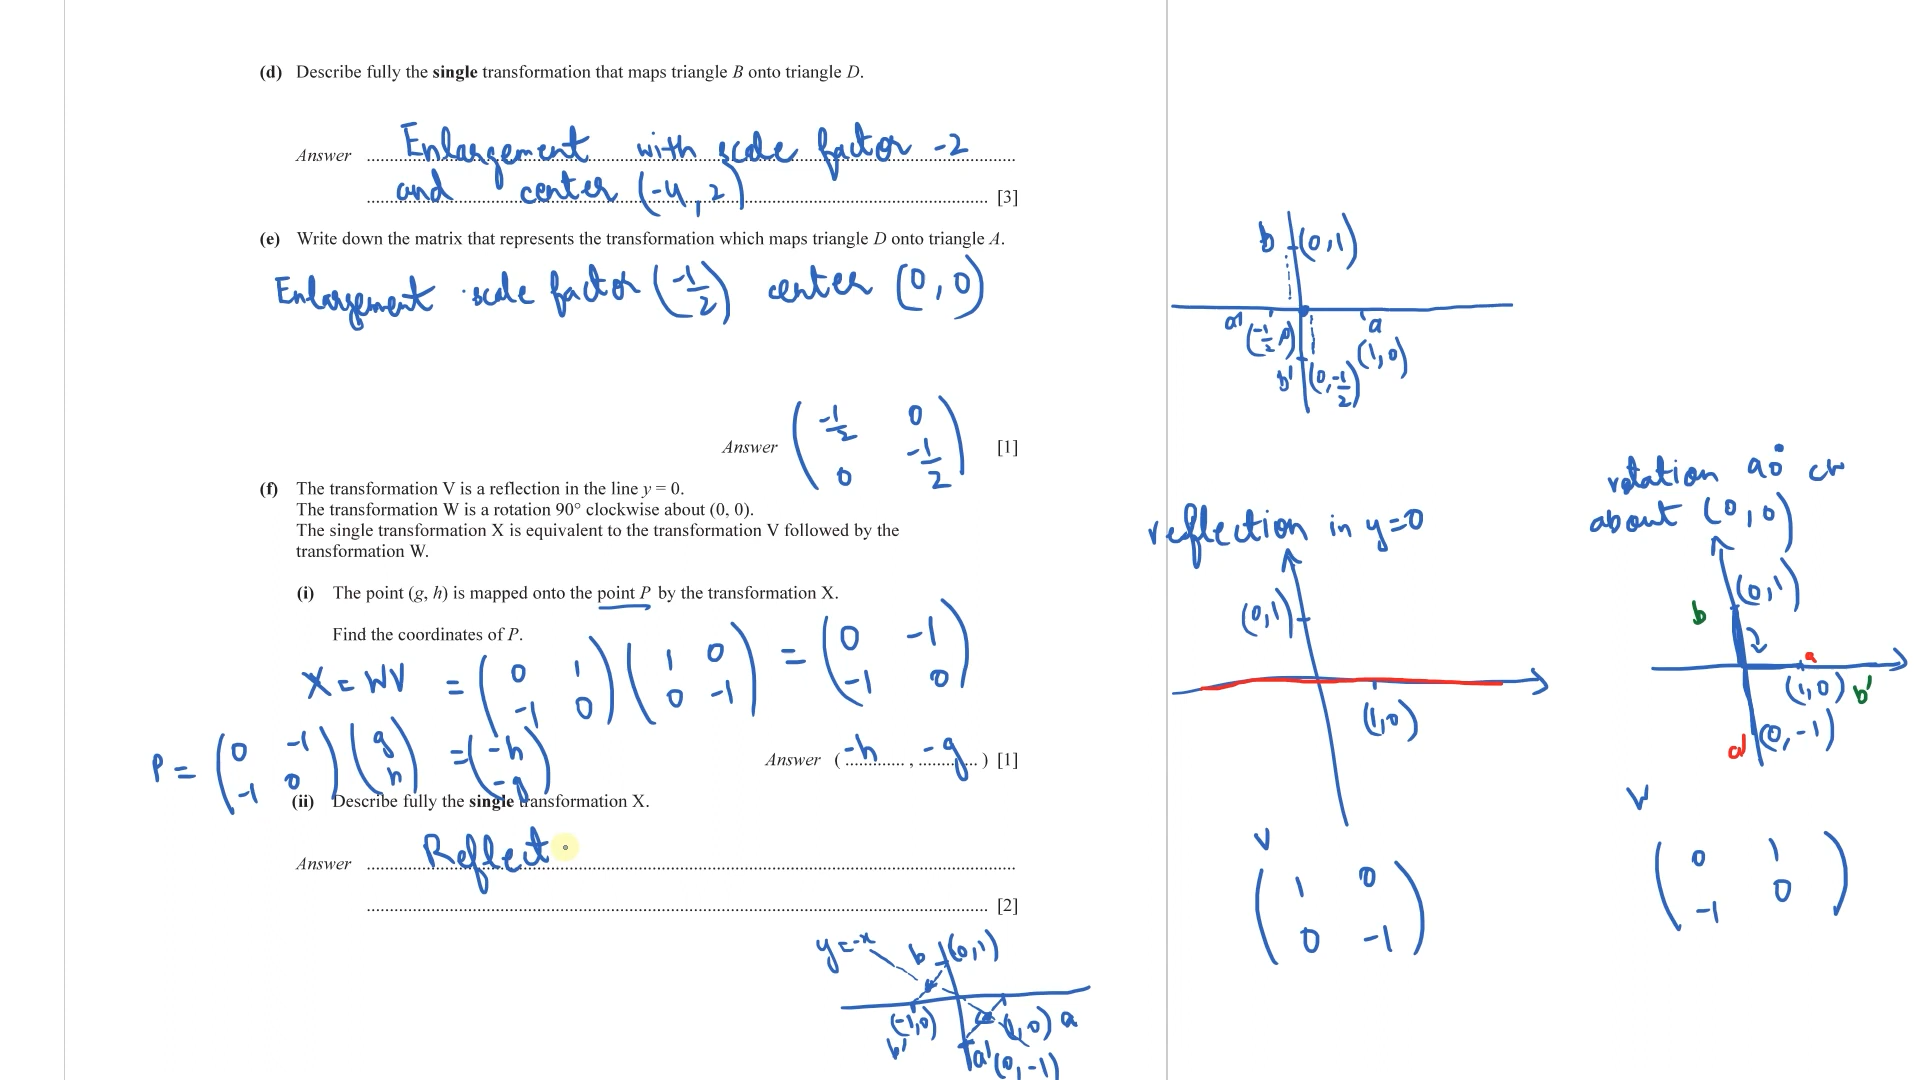 (d) Describe fully the single transformation that maps triangle B onto triangle D.
Answer Enlargement with scale factor -2
and center (-4, 2) [3]
(e) Write down the matrix that represents the transformation which maps triangle D onto triangle A.
Enlargement scale factor (-1/2) center (0, 0)
Answer
-1/2 0
0 -1/2
[1]
(f) The transformation V is a reflection in the line y = 0.
The transformation W is a rotation 90° clockwise about (0, 0).
The single transformation X is equivalent to the transformation V followed by the
transformation W.
(i) The point (g, h) is mapped onto the point P by the transformation X.
Find the coordinates of P.
X = WV = (0 1 -1 0) (1 0 0 -1) = (0 -1 -1 0)
P = (0 -1 -1 0) (g h) = (-h -g)
Answer ( -h , -g ) [1]
(ii) Describe fully the single transformation X.
Answer Reflect
[2]
y = -x
b (0,1)
(-1,0) b'
(1,0) a
a' (0, -1)
b (0,1)
a' (-1/2, 0)
a (1,0)
b' (0, -1/2)
reflection in y=0
(0,1)
(1,0)
V
1 0
0 -1
rotation 90° cw
about (0,0)
(0,1)
b
a
(1,0) b'
a' (0,-1)
W
0 1
-1 0